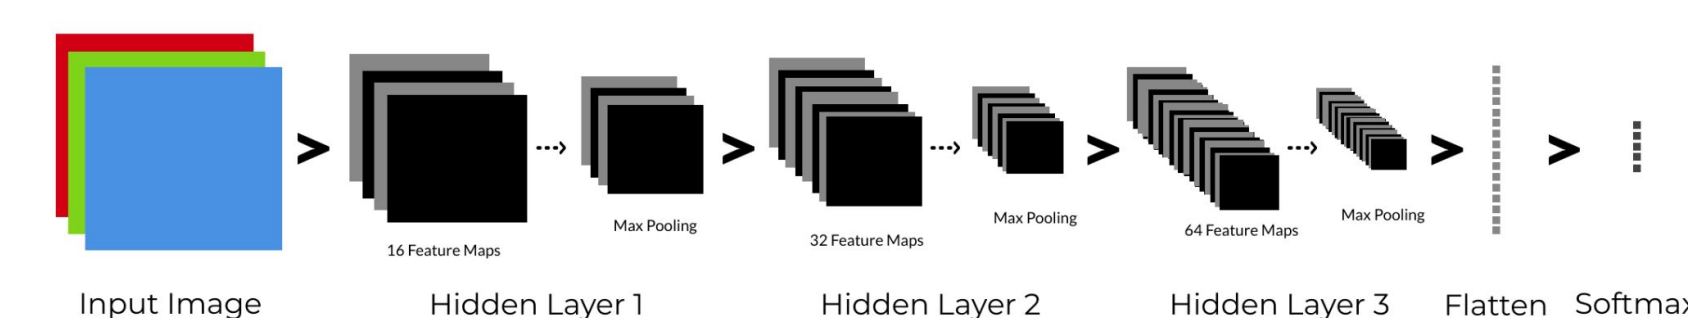 16 Feature Maps
Max Pooling
32 Feature Maps
Max Pooling
64 Feature Maps
Max Pooling
Input Image
Hidden Layer 1
Hidden Layer 2
Hidden Layer 3
Flatten
Softmax